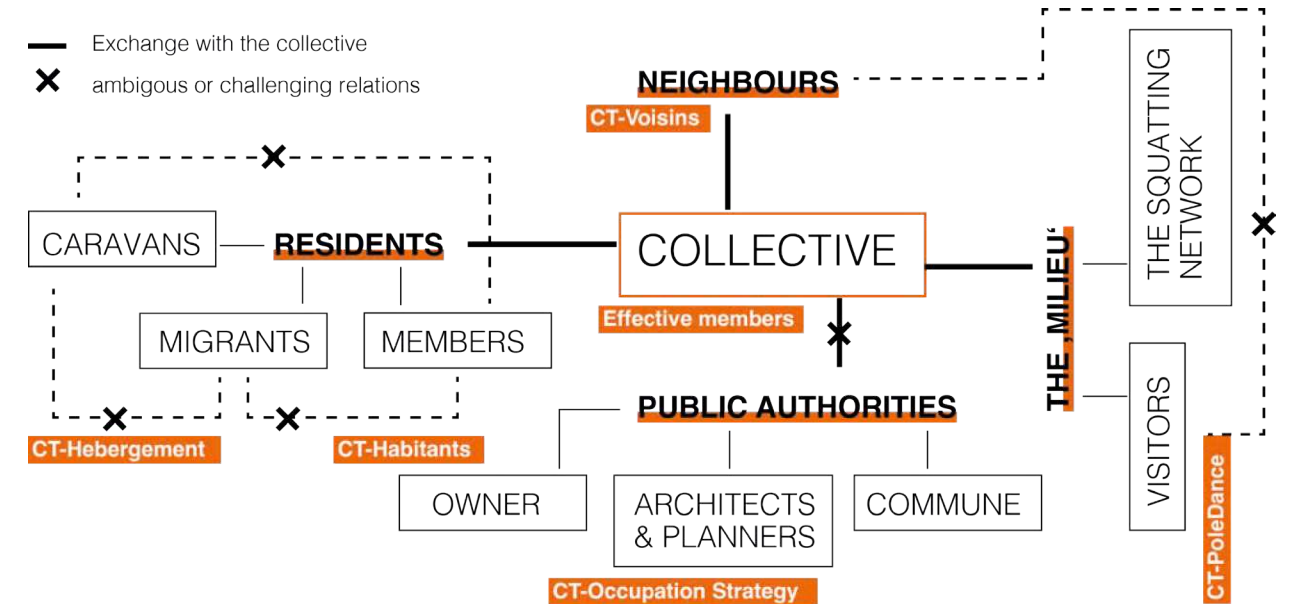 Exchange with the collective
ambigous or challenging relations
NEIGHBOURS
CT-Voisins
THE SQUATTING
NETWORK
CARAVANS
RESIDENTS
COLLECTIVE
Effective members
THE ‚MILIEU‘
MIGRANTS
MEMBERS
CT-Hebergement
CT-Habitants
PUBLIC AUTHORITIES
OWNER
ARCHITECTS
& PLANNERS
COMMUNE
VISITORS
CT-PoleDance
CT-Occupation Strategy